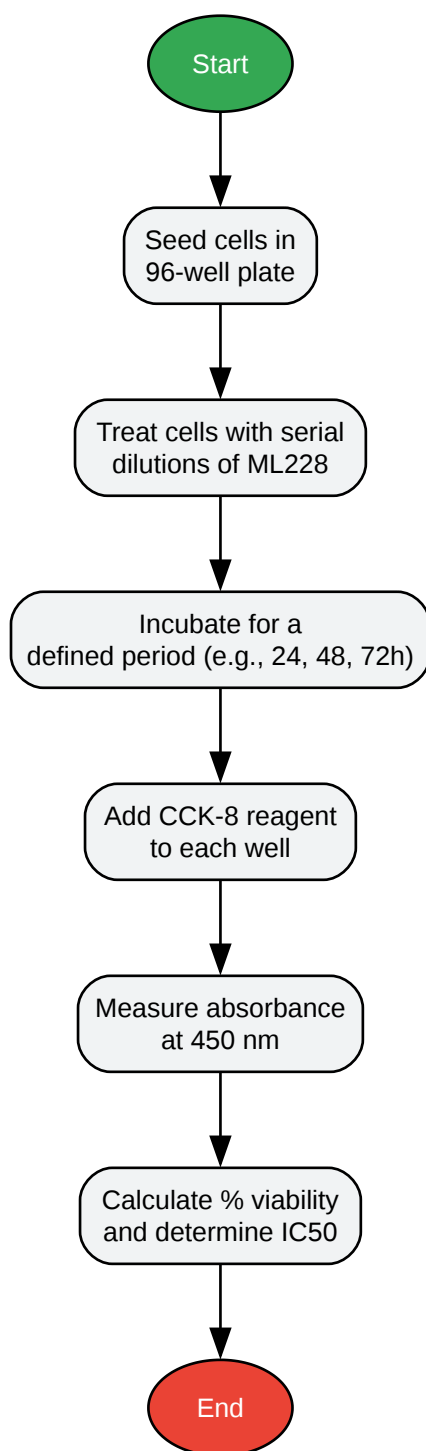 Start
Seed cells in
96-well plate
Treat cells with serial
dilutions of ML228
Incubate for a
defined period (e.g., 24, 48, 72h)
Add CCK-8 reagent
to each well
Measure absorbance
at 450 nm
Calculate % viability
and determine IC50
End